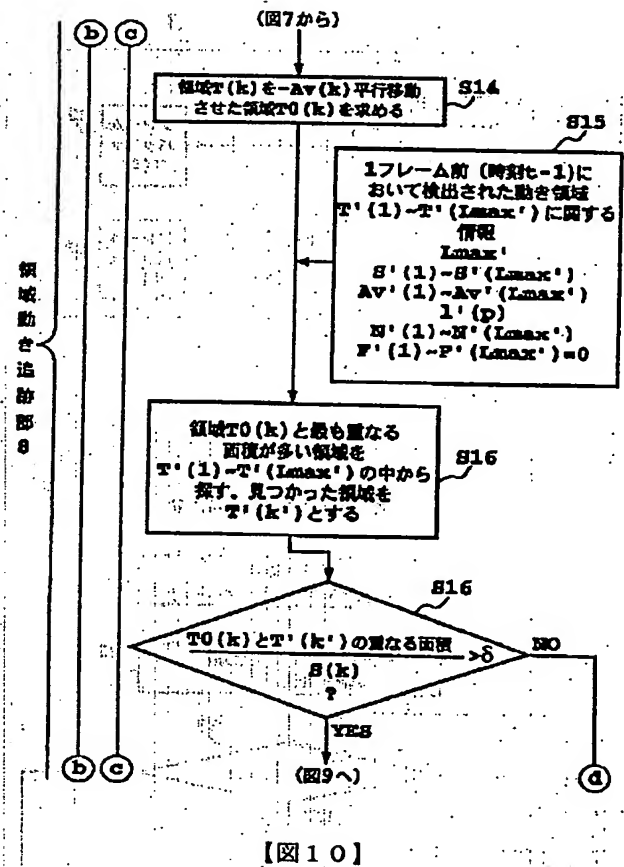 (図7から)
b c
領域T(k)を-Av(k)平行移動
させた領域T0(k)を求める
S14
S15
1フレーム前(時刻t-1)に
おいて検出された動き領域
T'(1)~T'(Lmax')に関する
情報
Lmax'
S'(1)~S'(Lmax')
Av'(1)~Av'(Lmax')
l'(p)
N'(1)~N'(Lmax')
F'(1)~F'(Lmax')=0
領域動き追跡部8
領域T0(k)と最も重なる
面積が多い領域を
T'(1)~T'(Lmax')の中から
探す。見つかった領域を
T'(k')とする
S16
S16
T0(k)とT'(k')の重なる面積
S(k)
>δ
?
NO
YES
b c
(図9へ)
d
【図10】